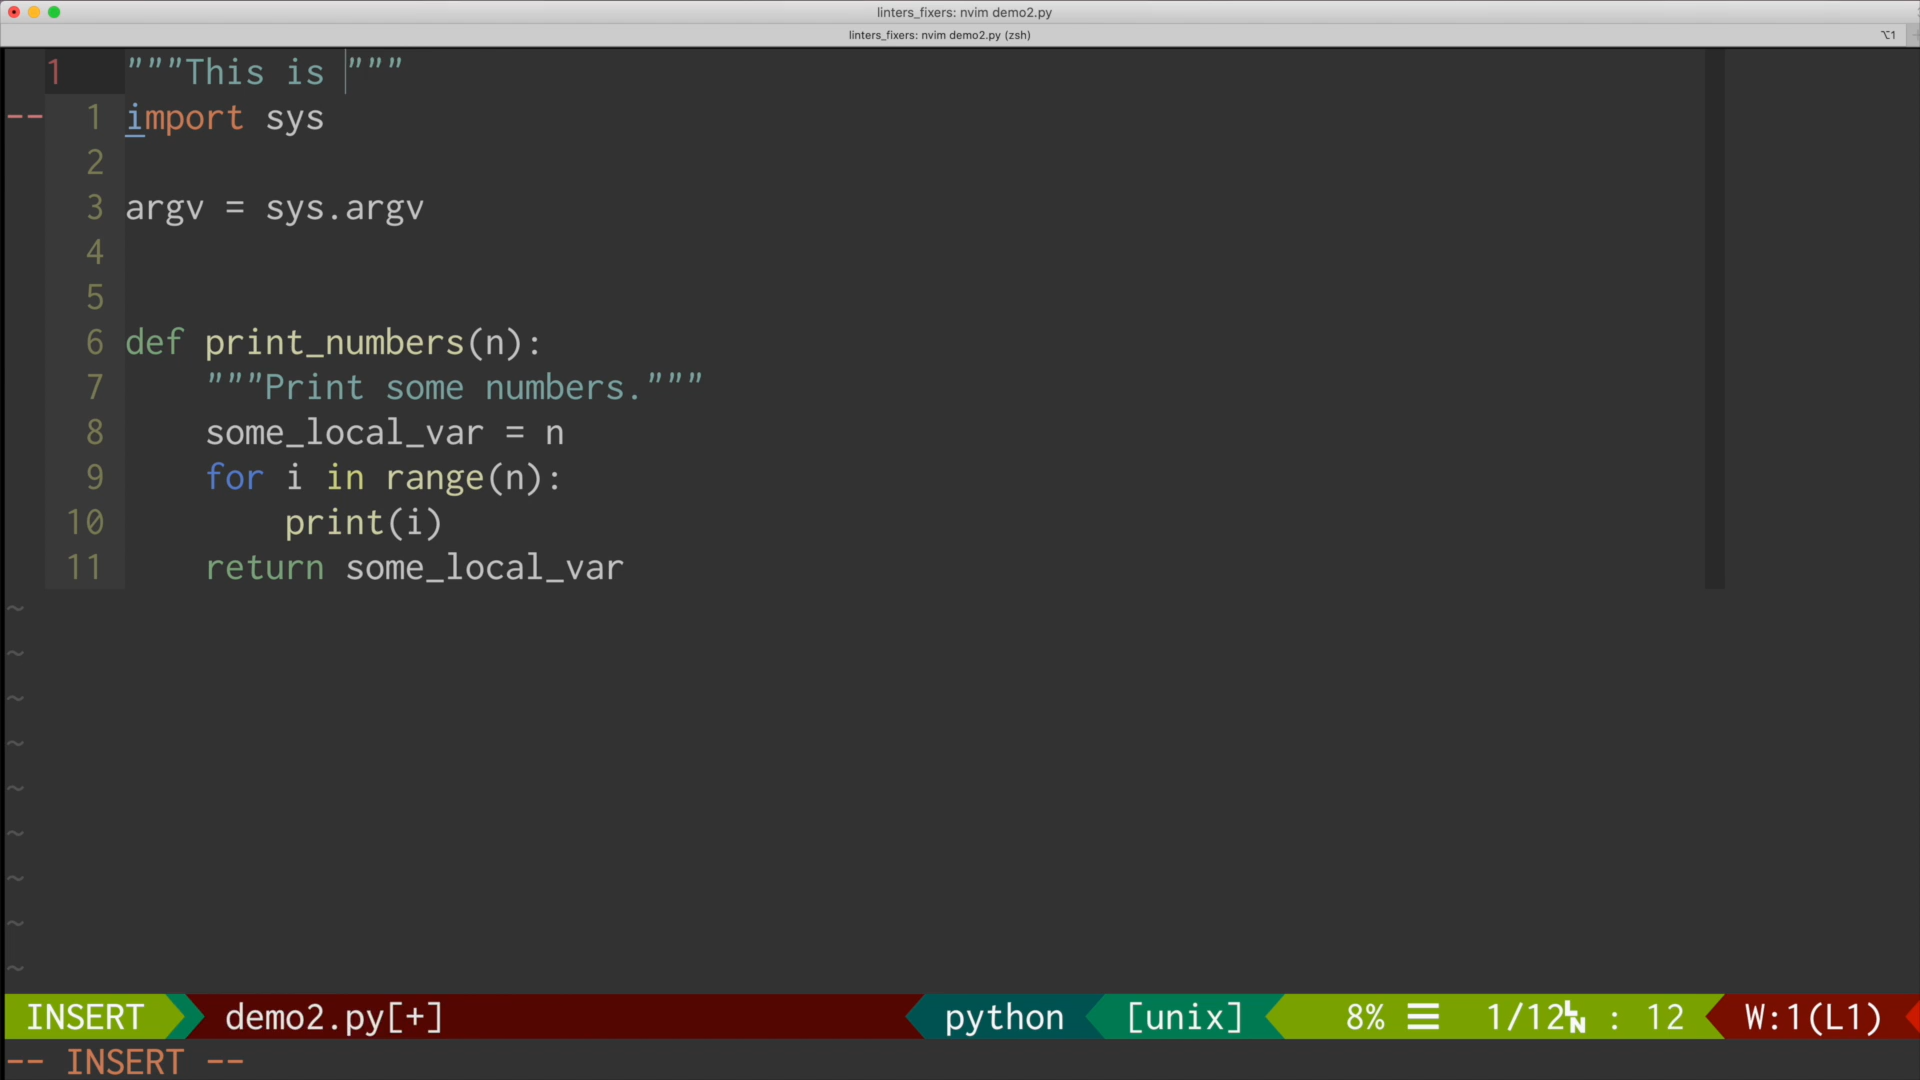 linters_fixers: nvim demo2.py
linters_fixers: nvim demo2.py (zsh)
⌥1
1 """This is """
-- 1 import sys
2
3 argv = sys.argv
4
5
6 def print_numbers(n):
7     """Print some numbers."""
8     some_local_var = n
9     for i in range(n):
10         print(i)
11     return some_local_var
~
~
~
~
~
~
~
~
~
INSERT demo2.py[+] python [unix] 8% ☰ 1/12 LN : 12 W:1(L1)
-- INSERT --